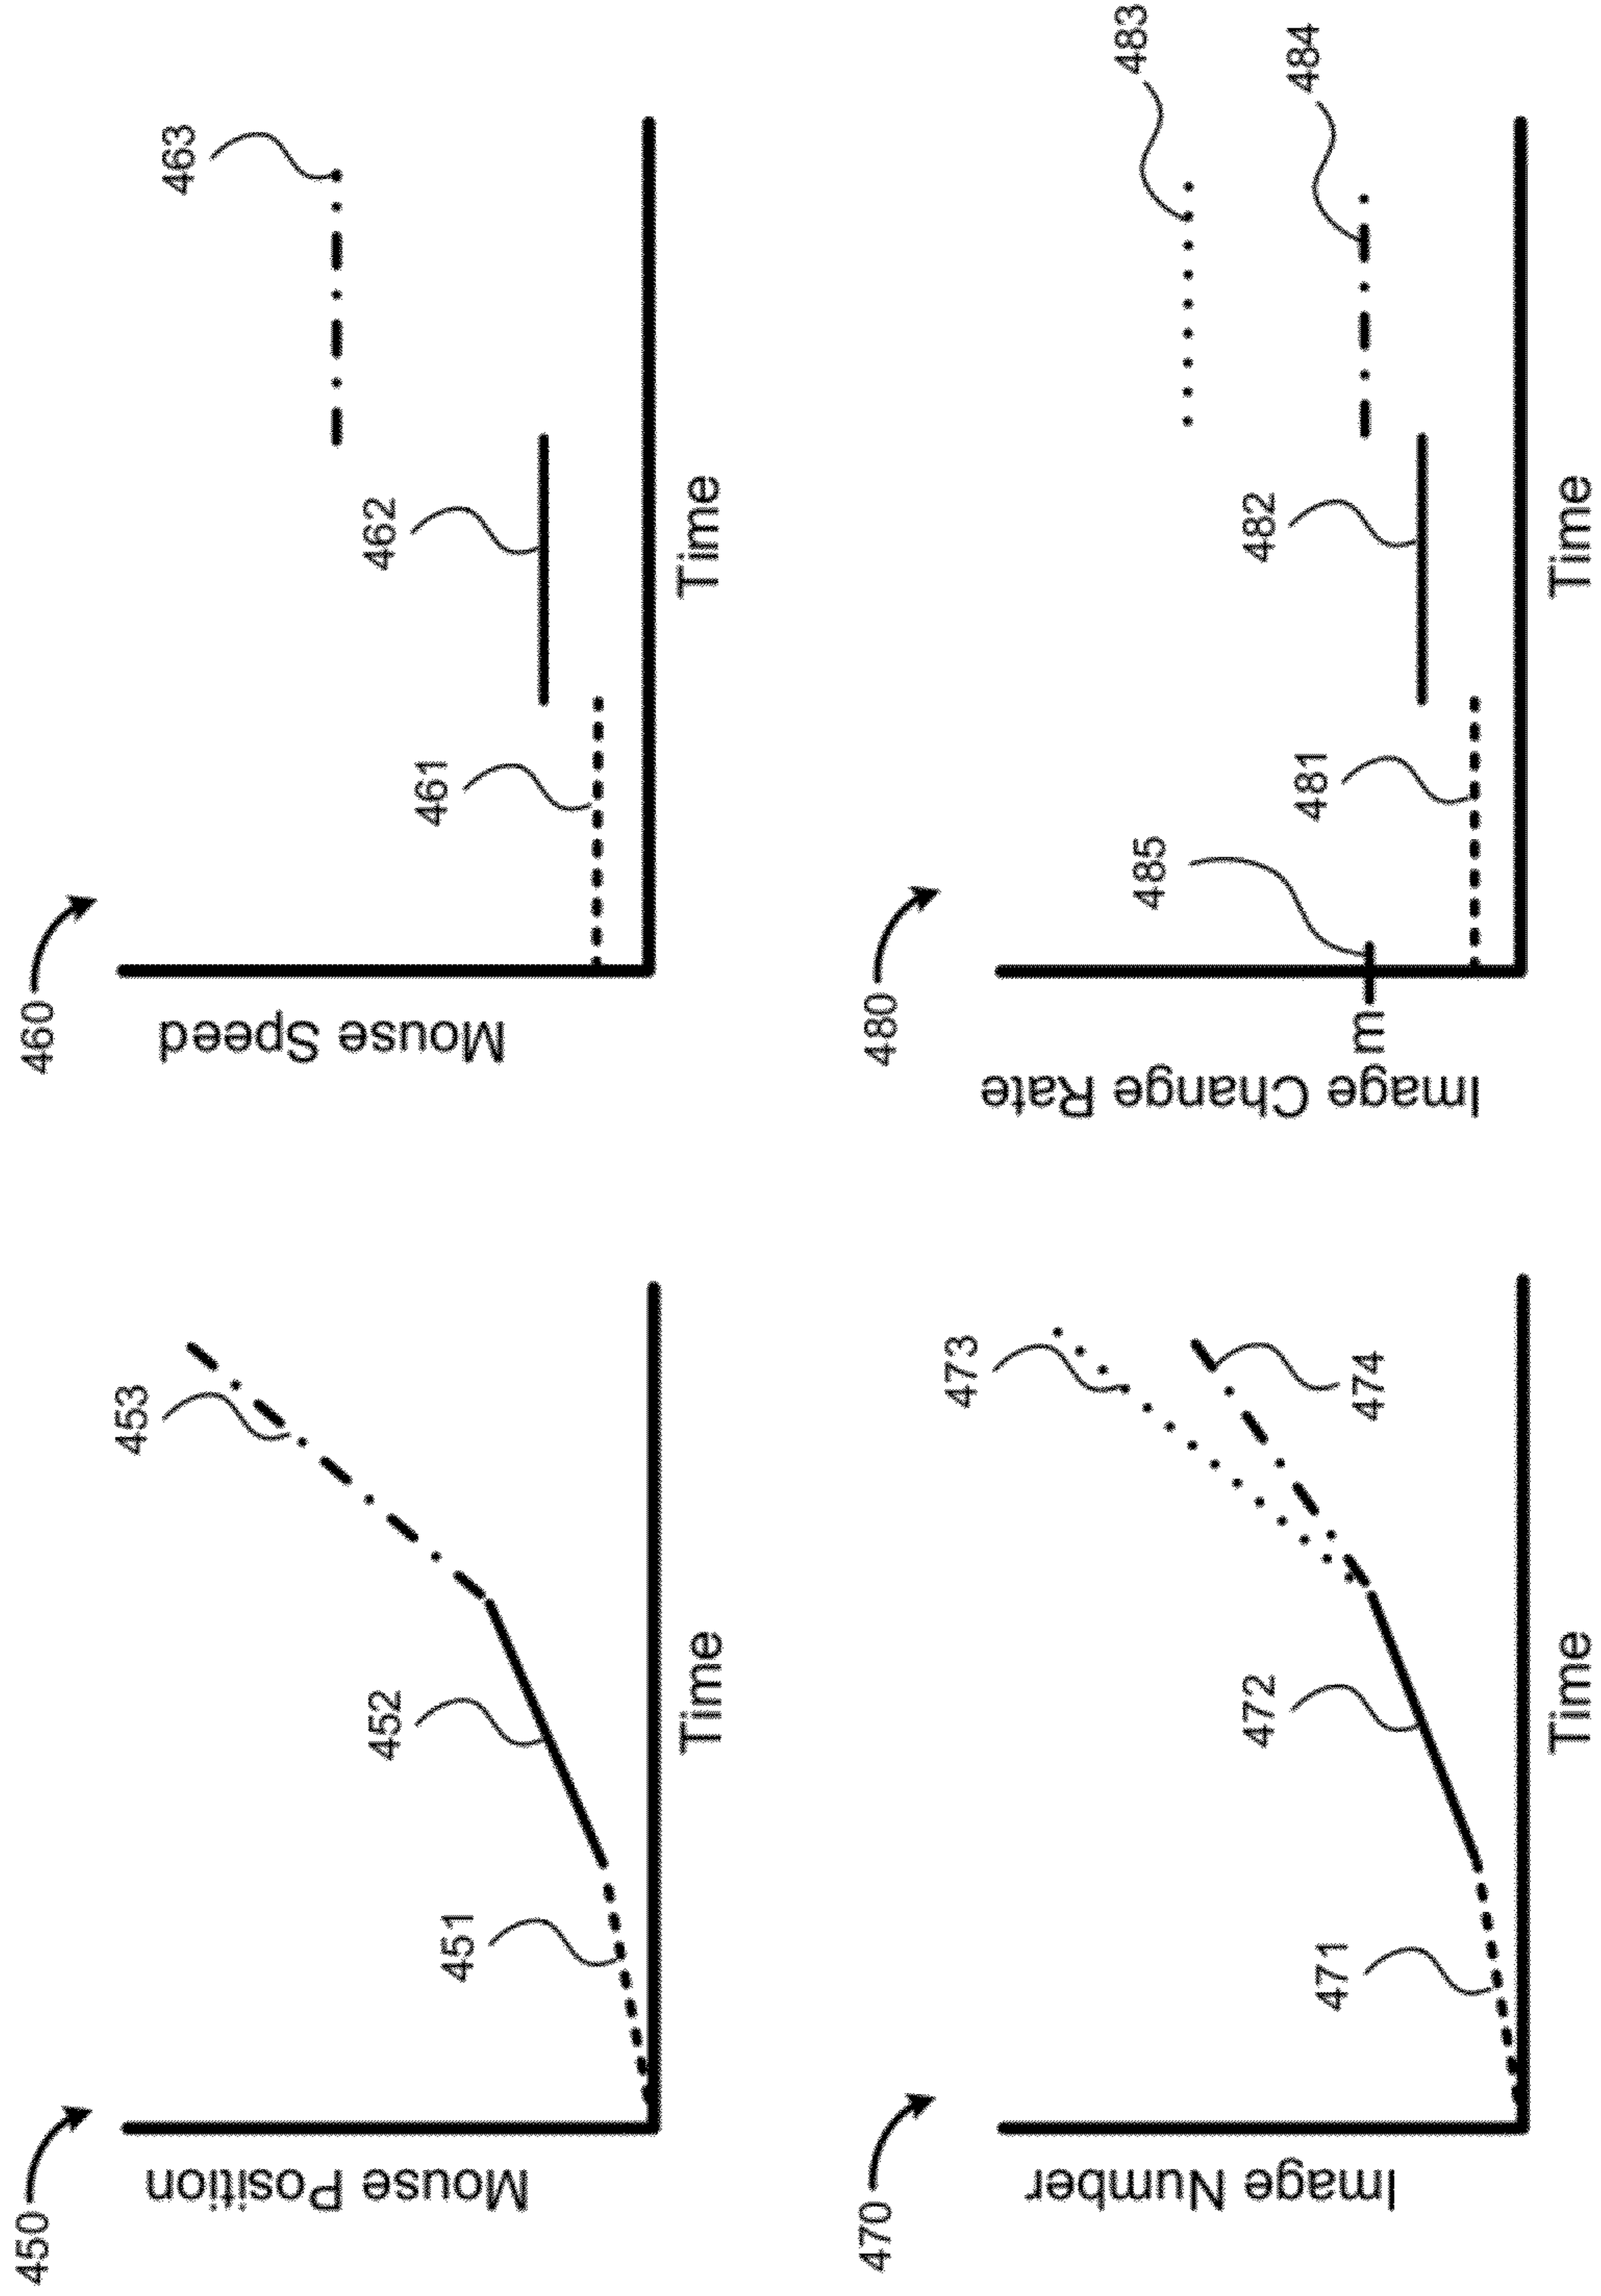 450
Mouse Position
451
452
453
Time
460
Mouse Speed
461
462
463
Time
470
Image Number
471
472
473
474
Time
480
Image Change Rate
m
485
481
482
483
484
Time